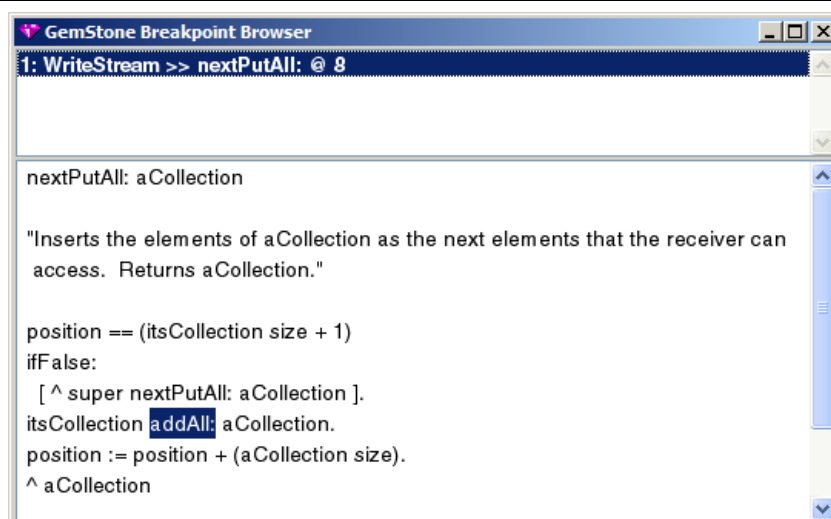 GemStone Breakpoint Browser
1: WriteStream >> nextPutAll: @ 8
nextPutAll: aCollection
"Inserts the elements of aCollection as the next elements that the receiver can
access.  Returns aCollection."
position == (itsCollection size + 1)
ifFalse:
[ ^ super nextPutAll: aCollection ].
itsCollection addAll: aCollection.
position := position + (aCollection size).
^ aCollection